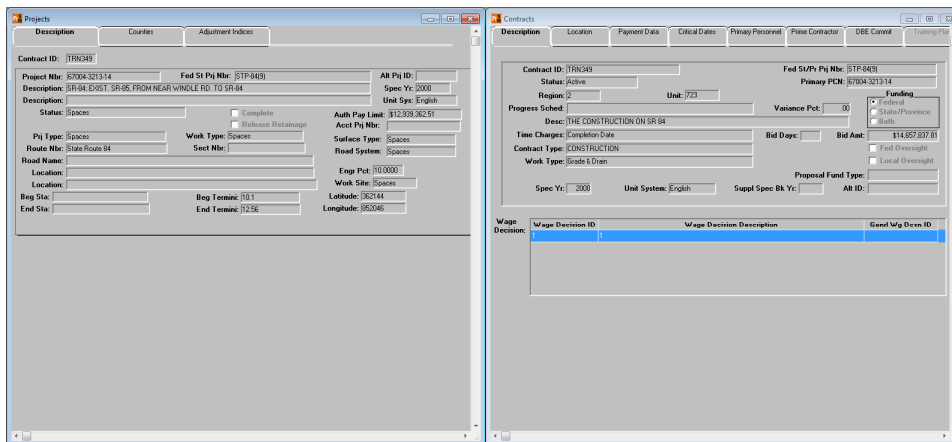 Projects
Description Counties Adjustment Indices
Contract ID: TRN349
Project Nbr: 67004-3213-14 Fed St Prj Nbr: STP-84(9) Alt Prj ID:
Description: SR-84; EXIST. SR-85, FROM NEAR WINDLE RD. TO SR-84 Spec Yr: 2000
Description: Unit Sys: English
Status: Spaces Complete Auth Pay Limit: $12,939,362.51
Release Retainage Acct Prj Nbr:
Prj Type: Spaces Work Type: Spaces Surface Type: Spaces
Route Nbr: State Route 84 Sect Nbr: Road System: Spaces
Road Name:
Location: Engr Pct: 10.0000
Location: Work Site: Spaces
Beg Sta: Beg Termini: 10.1 Latitude: 362144
End Sta: End Termini: 12.56 Longitude: 852046
Contracts
Description Location Payment Data Critical Dates Primary Personnel Prime Contractor DBE Commit Training Plan
Contract ID: TRN349 Fed St/Pr Prj Nbr: STP-84(9)
Status: Active Primary PCN: 67004-3213-14
Region: 2 Unit: 723 Funding
Progress Sched: Variance Pct: .00 Federal
State/Province
Desc: THE CONSTRUCTION ON SR 84 Both
Time Charges: Completion Date Bid Days: Bid Amt: $14,657,837.81
Contract Type: CONSTRUCTION Fed Oversight
Work Type: Grade & Drain Local Oversight
Proposal Fund Type:
Spec Yr: 2000 Unit System: English Suppl Spec Bk Yr: Alt ID:
Wage Decision: Wage Decision ID Wage Decision Description Genrl Wg Dcsn ID
1 1